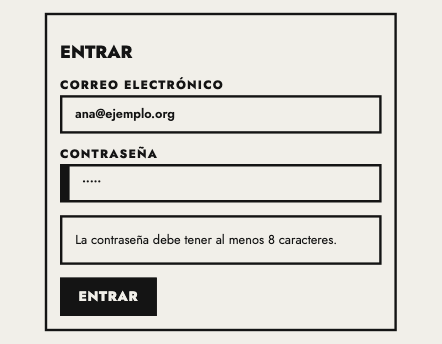 ENTRAR
CORREO ELECTRÓNICO
ana@ejemplo.org
CONTRASEÑA
·····
La contraseña debe tener al menos 8 caracteres.
ENTRAR